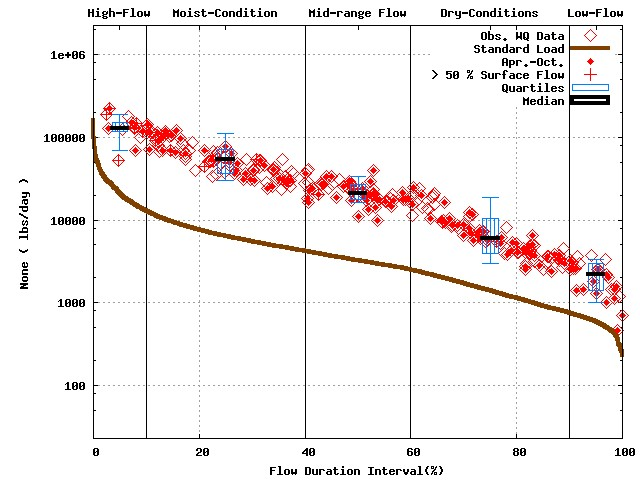 High-Flow Moist-Condition Mid-range Flow Dry-Conditions Low-Flow
Obs. WQ Data
Standard Load
Apr.-Oct.
> 50 % Surface Flow
Quartiles
Median
1e+06
100000
10000
1000
100
None ( lbs/day )
0 20 40 60 80 100
Flow Duration Interval(%)